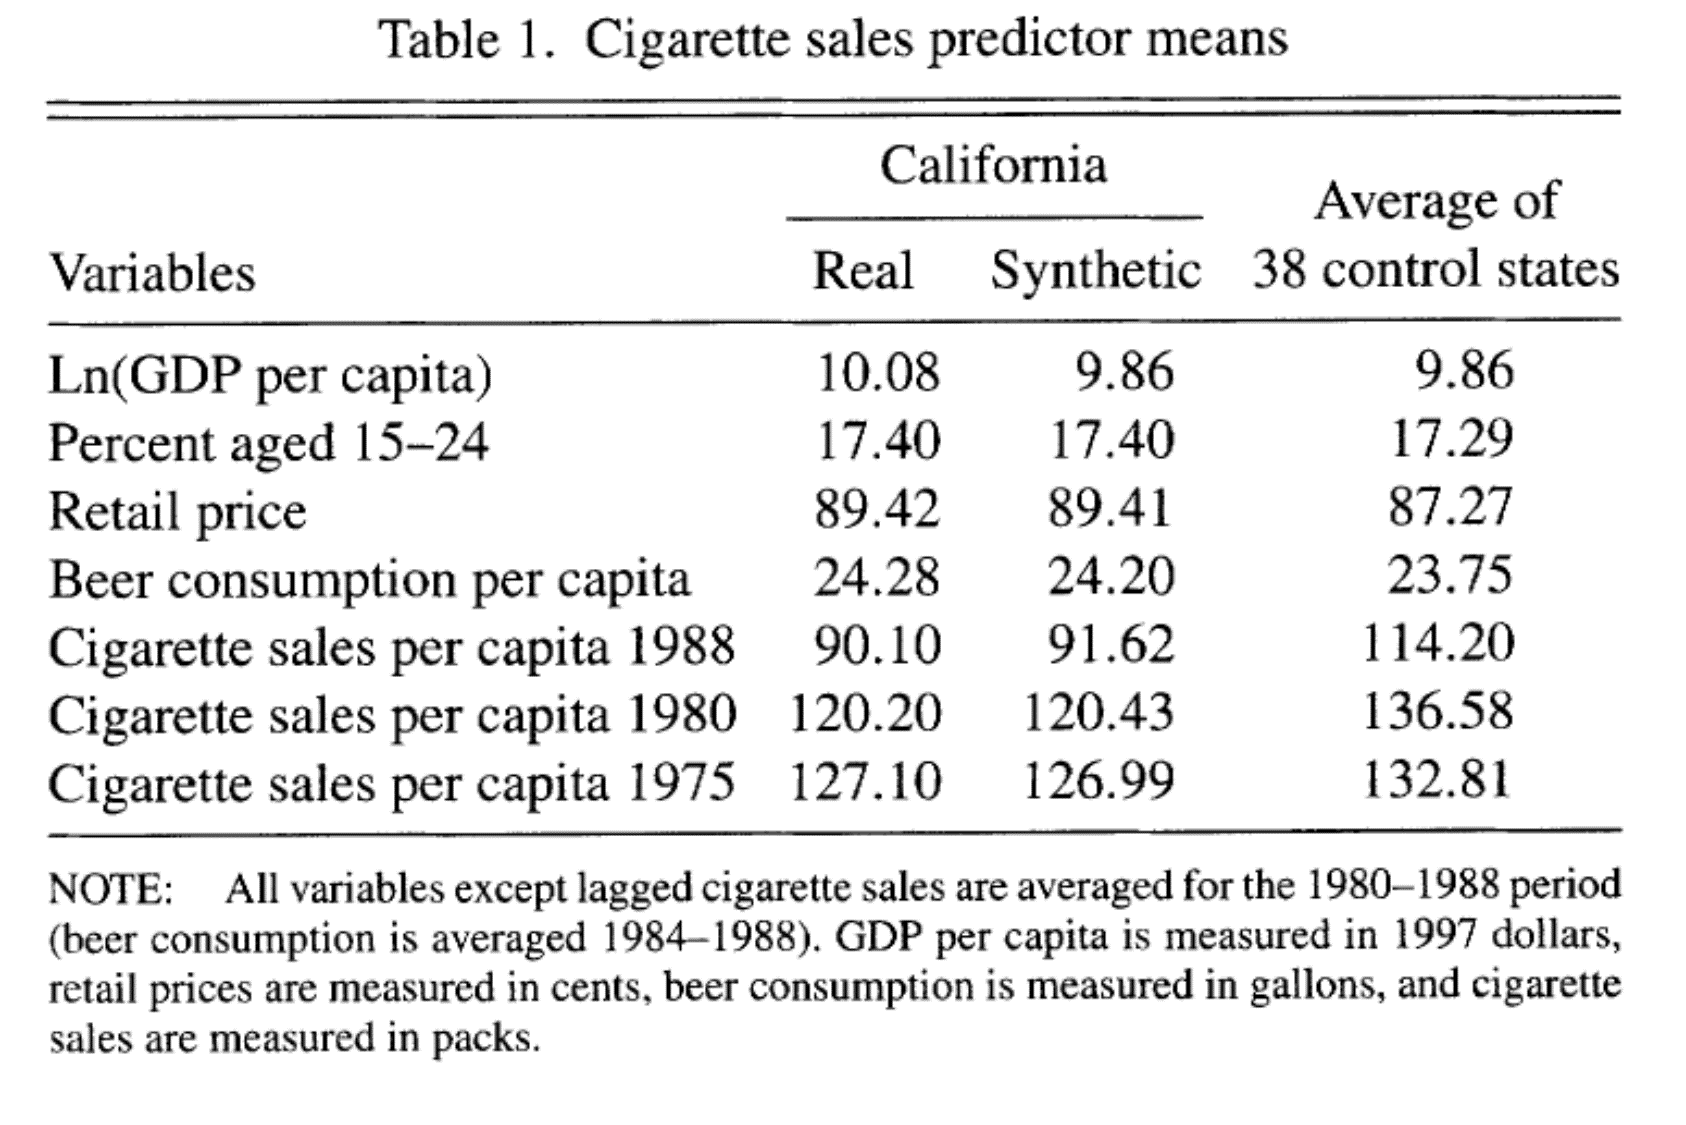 Table 1. Cigarette sales predictor means
California
Average of
Variables Real Synthetic 38 control states
Ln(GDP per capita) 10.08 9.86 9.86
Percent aged 15–24 17.40 17.40 17.29
Retail price 89.42 89.41 87.27
Beer consumption per capita 24.28 24.20 23.75
Cigarette sales per capita 1988 90.10 91.62 114.20
Cigarette sales per capita 1980 120.20 120.43 136.58
Cigarette sales per capita 1975 127.10 126.99 132.81
NOTE: All variables except lagged cigarette sales are averaged for the 1980–1988 period
(beer consumption is averaged 1984–1988). GDP per capita is measured in 1997 dollars,
retail prices are measured in cents, beer consumption is measured in gallons, and cigarette
sales are measured in packs.